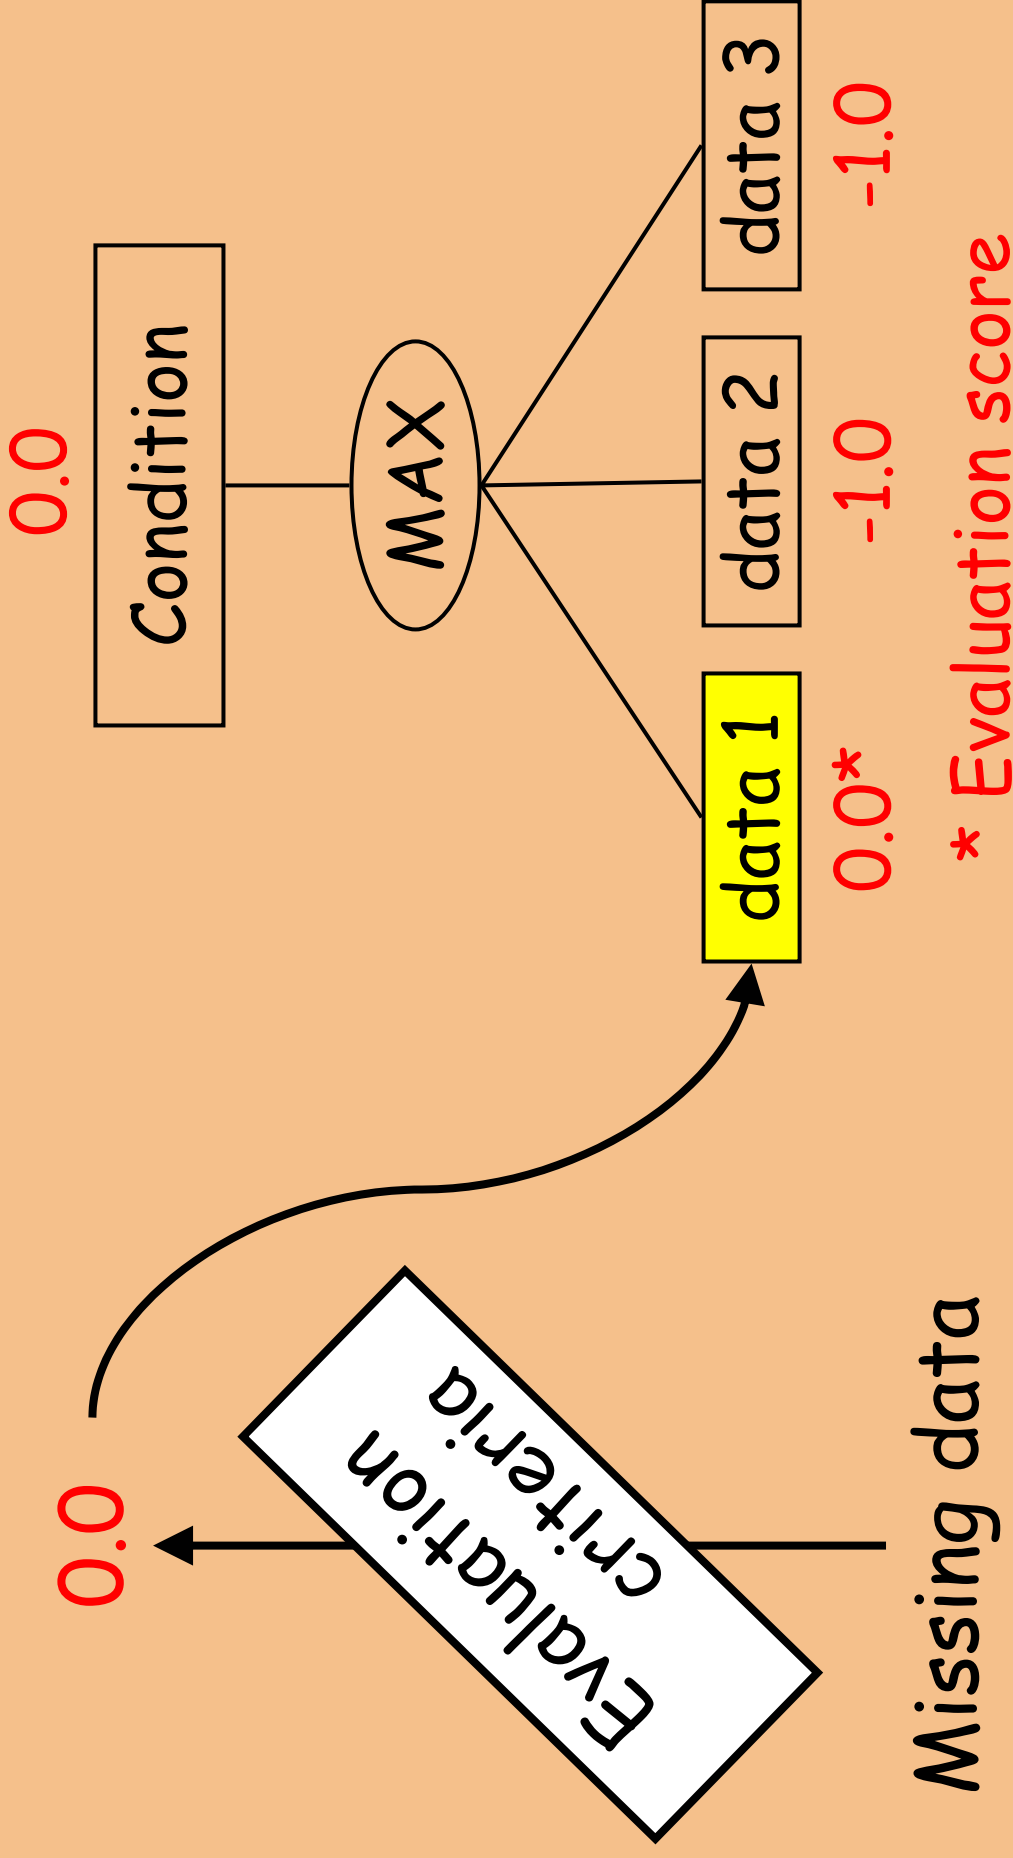 0.0
Evaluation
criteria
Missing data
0.0
Condition
MAX
data 1
data 2
data 3
0.0*
-1.0
-1.0
* Evaluation score